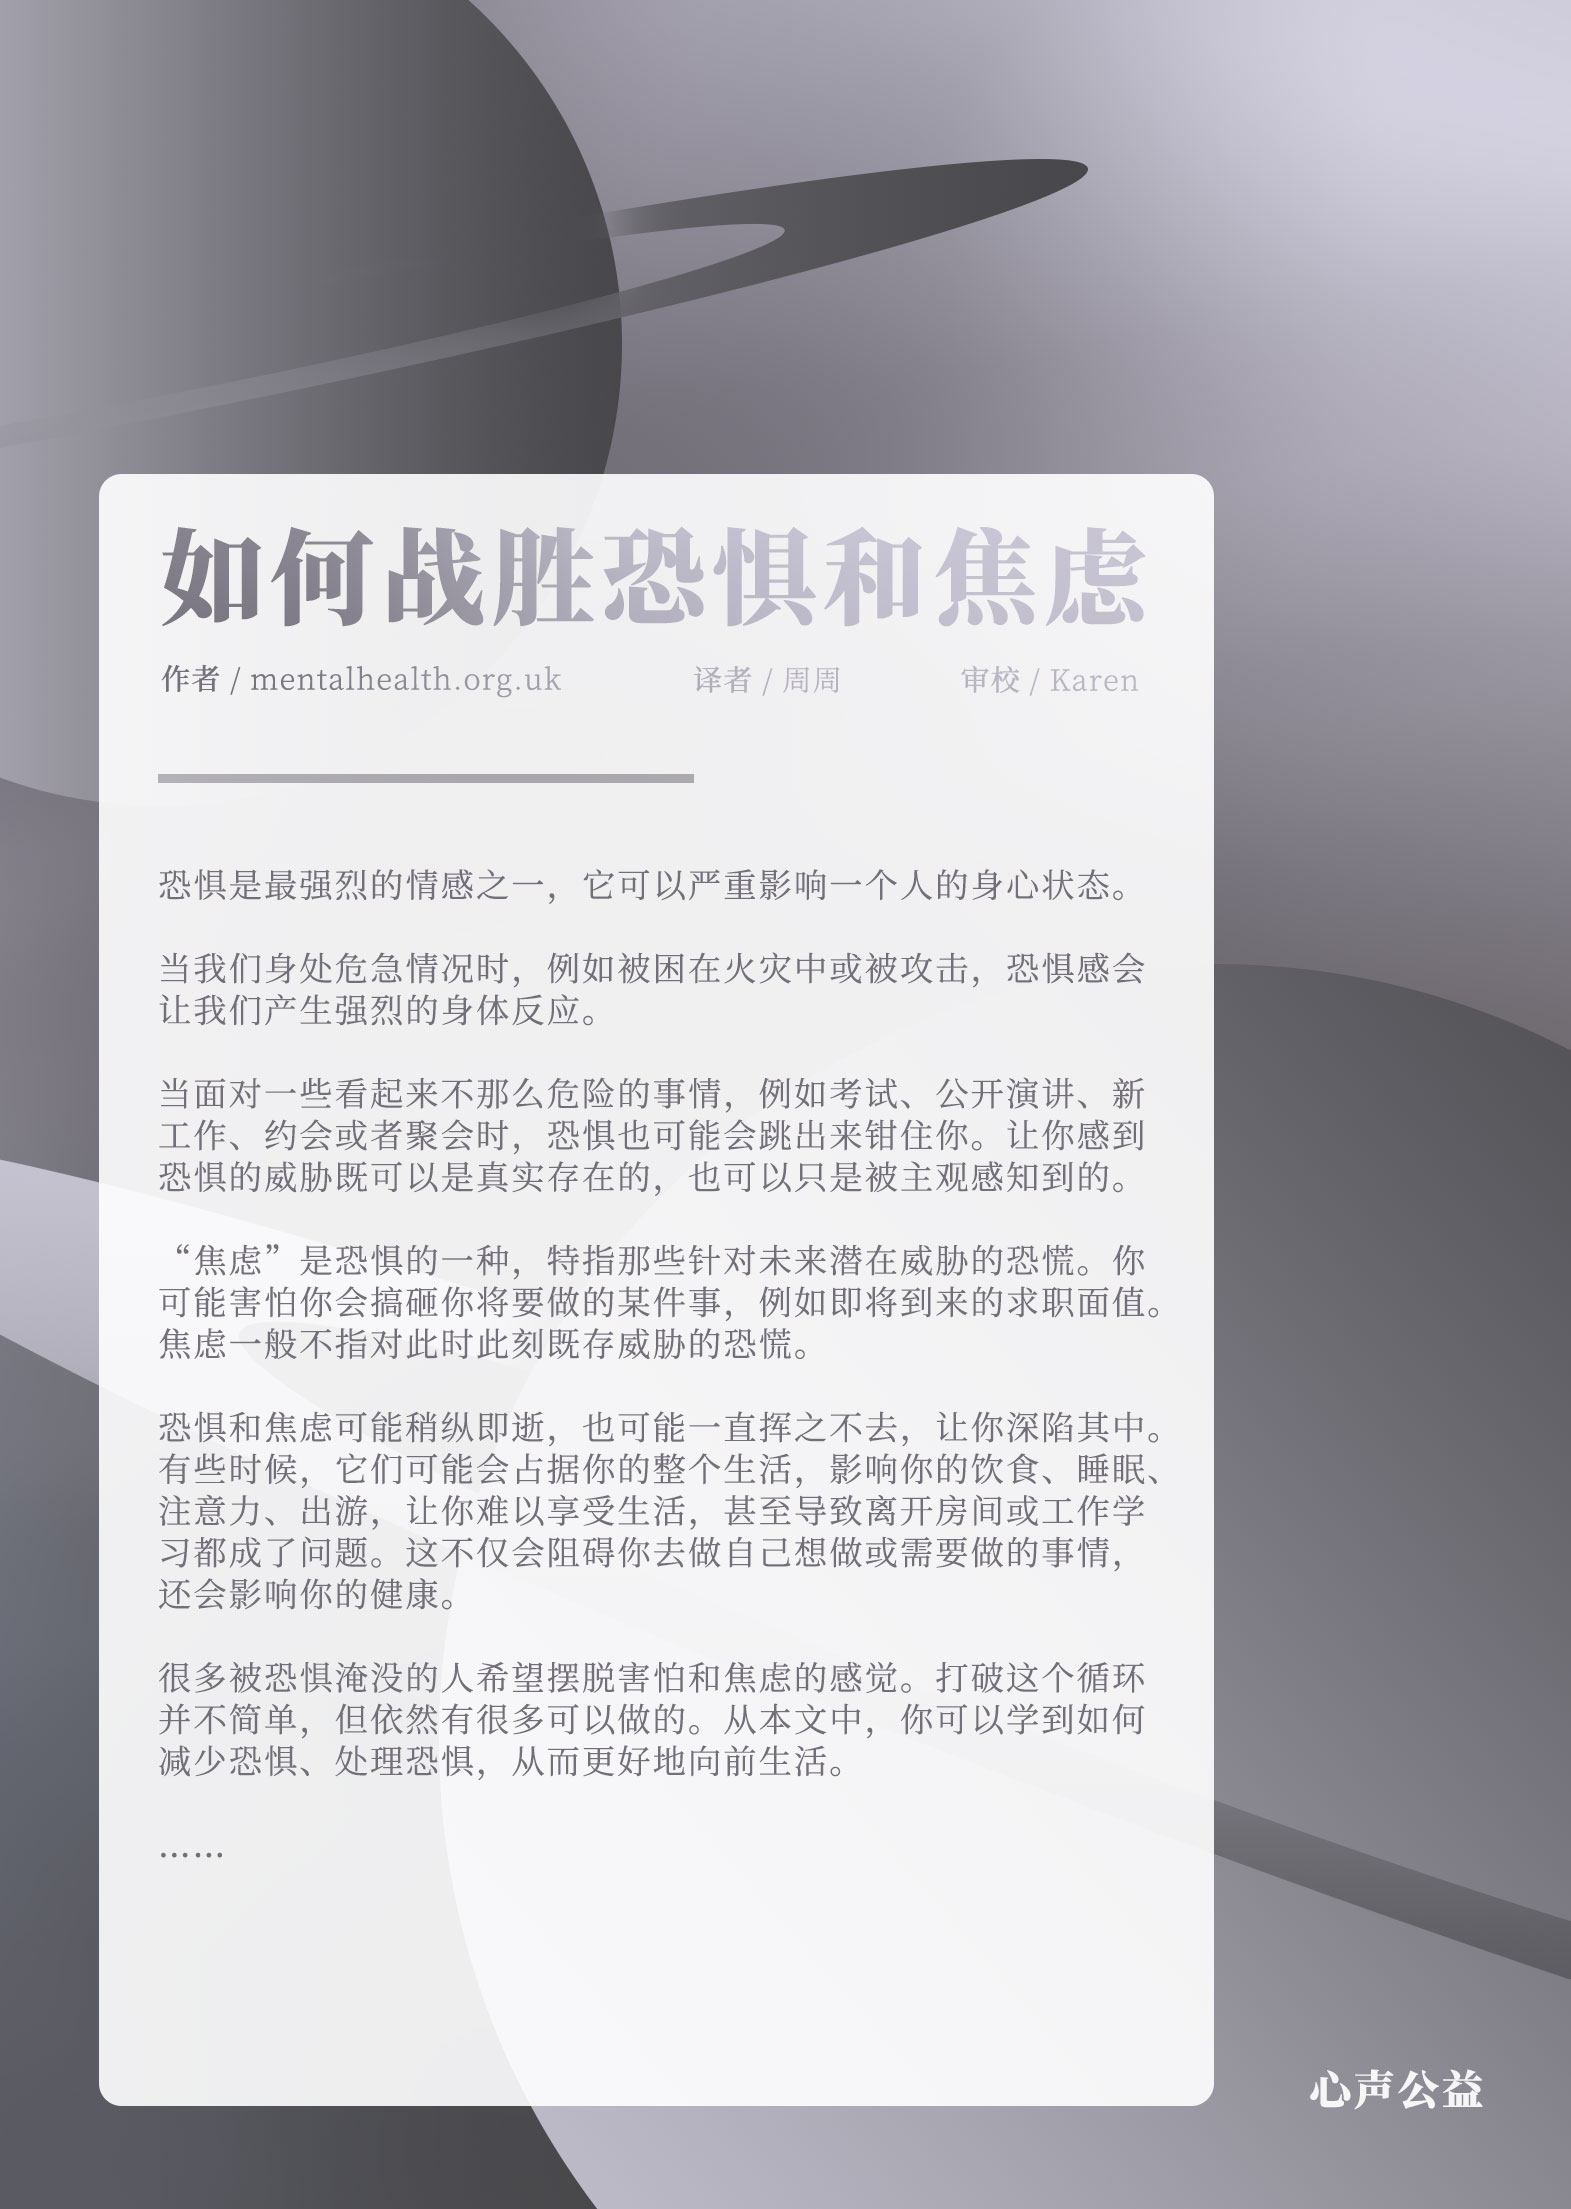 如何战胜恐惧和焦虑
作者 / mentalhealth.org.uk 译者 / 周周 审校 / Karen
恐惧是最强烈的情感之一，它可以严重影响一个人的身心状态。
当我们身处危急情况时，例如被困在火灾中或被攻击，恐惧感会
让我们产生强烈的身体反应。
当面对一些看起来不那么危险的事情，例如考试、公开演讲、新
工作、约会或者聚会时，恐惧也可能会跳出来钳住你。让你感到
恐惧的威胁既可以是真实存在的，也可以只是被主观感知到的。
“焦虑”是恐惧的一种，特指那些针对未来潜在威胁的恐慌。你
可能害怕你会搞砸你将要做的某件事，例如即将到来的求职面值。
焦虑一般不指对此时此刻既存威胁的恐慌。
恐惧和焦虑可能稍纵即逝，也可能一直挥之不去，让你深陷其中。
有些时候，它们可能会占据你的整个生活，影响你的饮食、睡眠、
注意力、出游，让你难以享受生活，甚至导致离开房间或工作学
习都成了问题。这不仅会阻碍你去做自己想做或需要做的事情，
还会影响你的健康。
很多被恐惧淹没的人希望摆脱害怕和焦虑的感觉。打破这个循环
并不简单，但依然有很多可以做的。从本文中，你可以学到如何
减少恐惧、处理恐惧，从而更好地向前生活。
……
心声公益